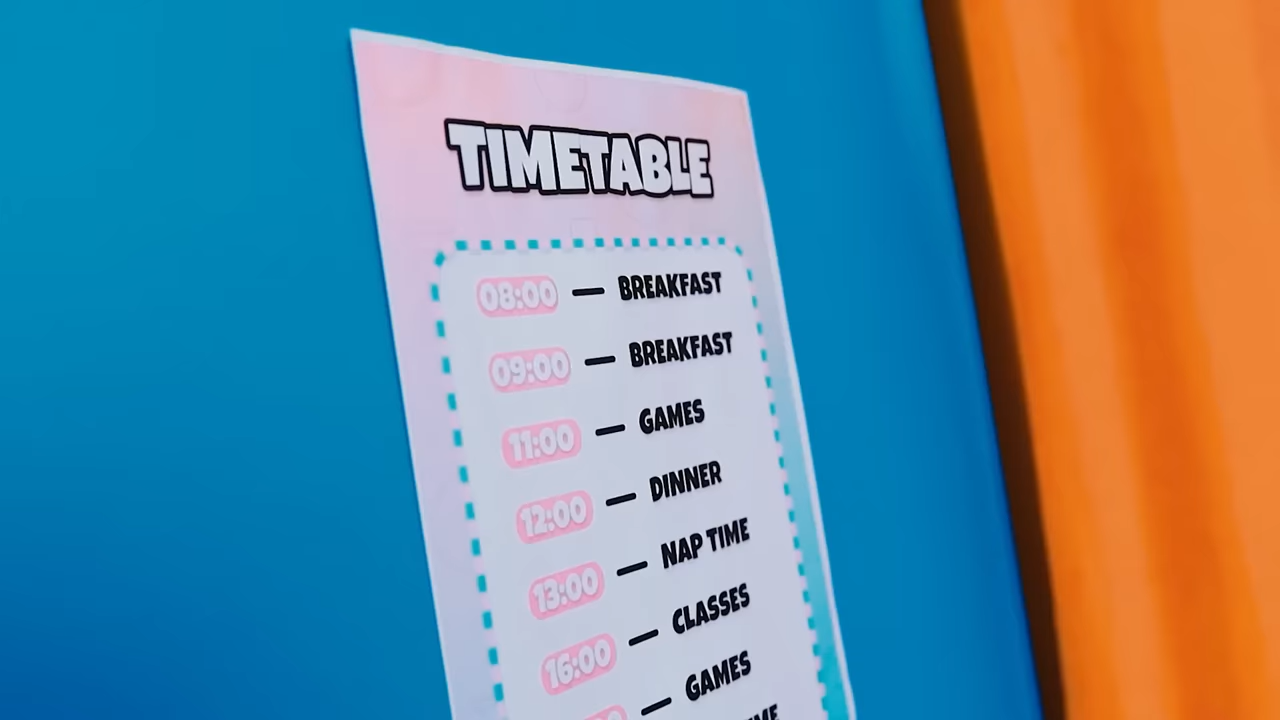 TIMETABLE
08:00 — BREAKFAST
09:00 — BREAKFAST
11:00 — GAMES
12:00 — DINNER
13:00 — NAP TIME
16:00 — CLASSES
— GAMES